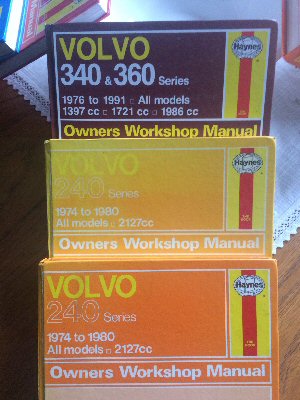 VOLVO
340 & 360 Series
1976 to 1991 □ All models
1397 cc □ 1721 cc □ 1986 cc
Haynes
Owners Workshop Manual
VOLVO
240 Series
1974 to 1980
All models □ 2127cc
Haynes
Owners Workshop Manual
VOLVO
240 Series
1974 to 1980
All models □ 2127cc
Haynes
Owners Workshop Manual